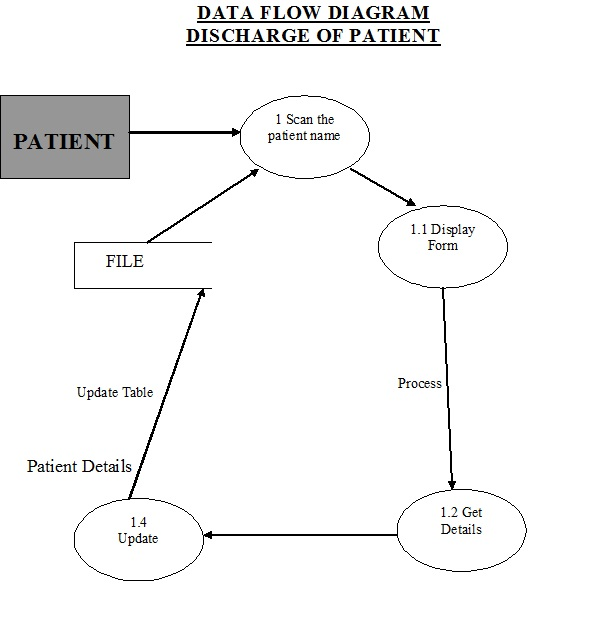 DATA FLOW DIAGRAM
DISCHARGE OF PATIENT
PATIENT
1 Scan the
patient name
1.1 Display
Form
FILE
Process
Update Table
Patient Details
1.2 Get
Details
1.4
Update